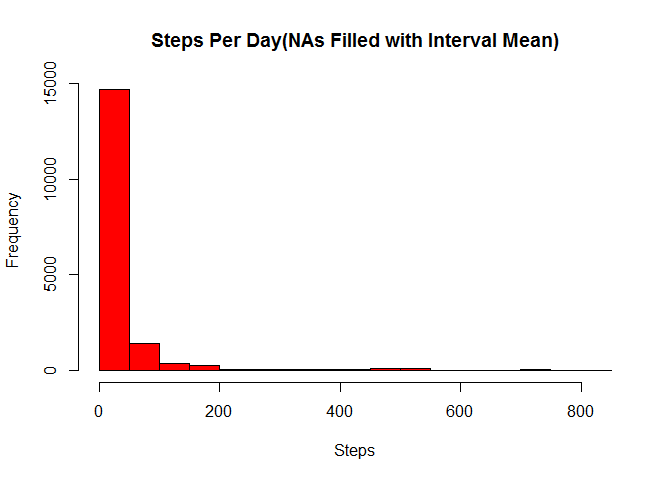 Steps Per Day(NAs Filled with Interval Mean)
15000
10000
5000
0
Frequency
0 200 400 600 800
Steps